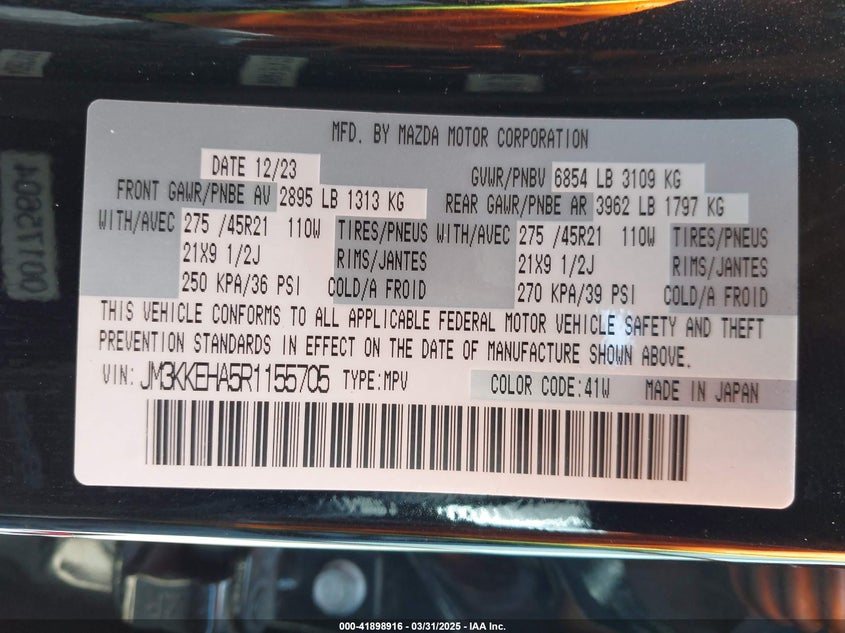 MFD. BY MAZDA MOTOR CORPORATION
DATE 12/23 GVWR/PNBV 6854 LB 3109 KG
FRONT GAWR/PNBE AV 2895 LB 1313 KG REAR GAWR/PNBE AR 3962 LB 1797 KG
WITH/AVEC 275 /45R21 110W TIRES/PNEUS WITH/AVEC 275 /45R21 110W TIRES/PNEUS
21X9 1/2J RIMS/JANTES 21X9 1/2J RIMS/JANTES
250 KPA/36 PSI COLD/A FROID 270 KPA/39 PSI COLD/A FROID
THIS VEHICLE CONFORMS TO ALL APPLICABLE FEDERAL MOTOR VEHICLE SAFETY AND THEFT
PREVENTION STANDARDS IN EFFECT ON THE DATE OF MANUFACTURE SHOWN ABOVE.
VIN: JM3KKEHA5R1155705 TYPE:MPV COLOR CODE:41W MADE IN JAPAN
000-41898916 - 03/31/2025 - IAA Inc.